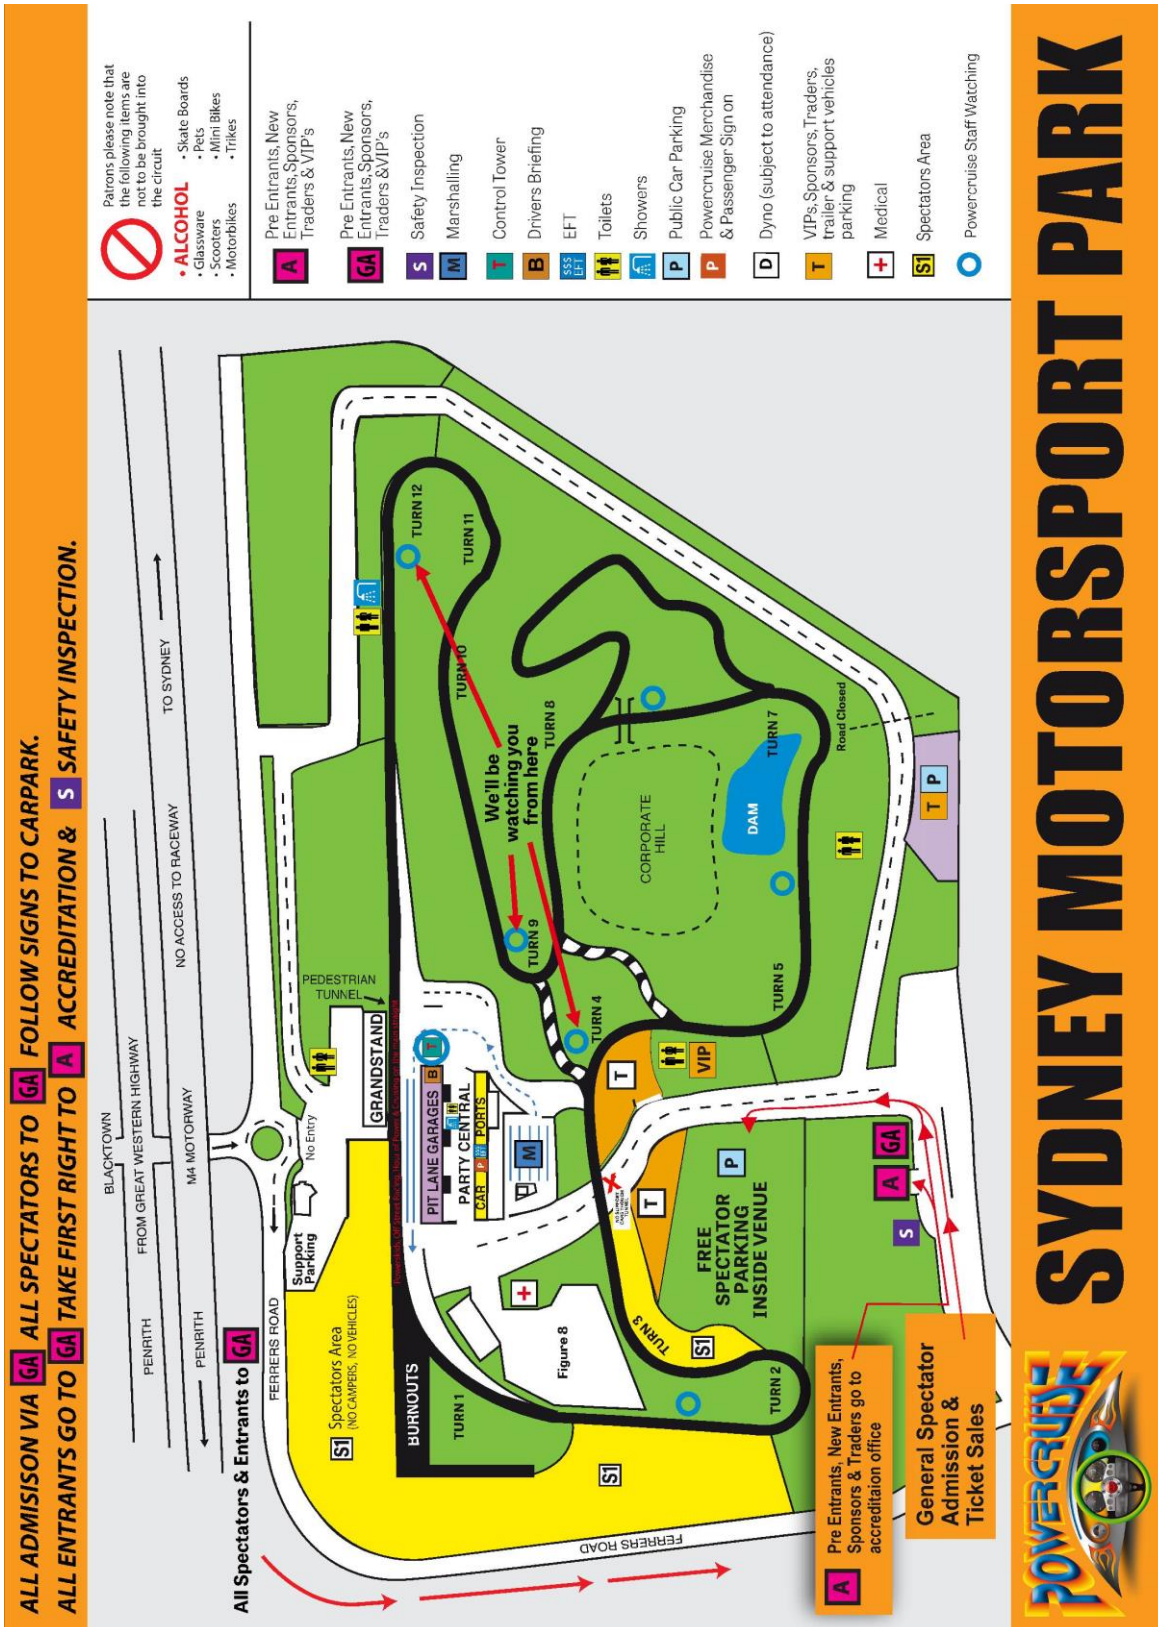 ALL ADMISISON VIA GA ALL SPECTATORS TO GA FOLLOW SIGNS TO CARPARK.
ALL ENTRANTS GO TO GA TAKE FIRST RIGHT TO A ACCREDITATION & S SAFETY INSPECTION.
BLACKTOWN
PENRITH
FROM GREAT WESTERN HIGHWAY
M4 MOTORWAY
PENRITH
NO ACCESS TO RACEWAY
TO SYDNEY
All Spectators & Entrants to GA
FERRERS ROAD
Support
Parking
No Entry
PEDESTRIAN
TUNNEL
S1 Spectators Area
(NO CAMPERS, NO VEHICLES)
GRANDSTAND
BURNOUTS
PIT LANE GARAGES
B
T
PARTY CENTRAL
CAR
P
PORTS
M
TURN 1
Figure 8
S1
S1
TURN 2
TURN 3
TURN 4
TURN 5
TURN 7
TURN 8
TURN 9
TURN 10
TURN 11
TURN 12
We'll be
watching you
from here
CORPORATE
HILL
DAM
Road Closed
T P
T
T
VIP
P
FREE
SPECTATOR
PARKING
INSIDE VENUE
S
A
GA
FERRERS ROAD
A
Pre Entrants, New Entrants,
Sponsors & Traders go to
accreditaion office
General Spectator
Admission &
Ticket Sales
Patrons please note that
the following items are
not to be brought into
the circuit
• ALCOHOL
• Glassware
• Scooters
• Motorbikes
• Skate Boards
• Pets
• Mini Bikes
• Trikes
A Pre Entrants,New
Entrants,Sponsors,
Traders & VIP's
GA Pre Entrants,New
Entrants,Sponsors,
Traders &VIP's
S Safety Inspection
M Marshalling
T Control Tower
B Drivers Briefing
$$$ EFT EFT
Toilets
Showers
P Public Car Parking
P Powercruise Merchandise
& Passenger Sign on
D Dyno (subject to attendance)
T VIPs,Sponsors,Traders,
trailer & support vehicles
parking
Medical
S1 Spectators Area
Powercruise Staff Watching
POWERCRUISE
SYDNEY MOTORSPORT PARK